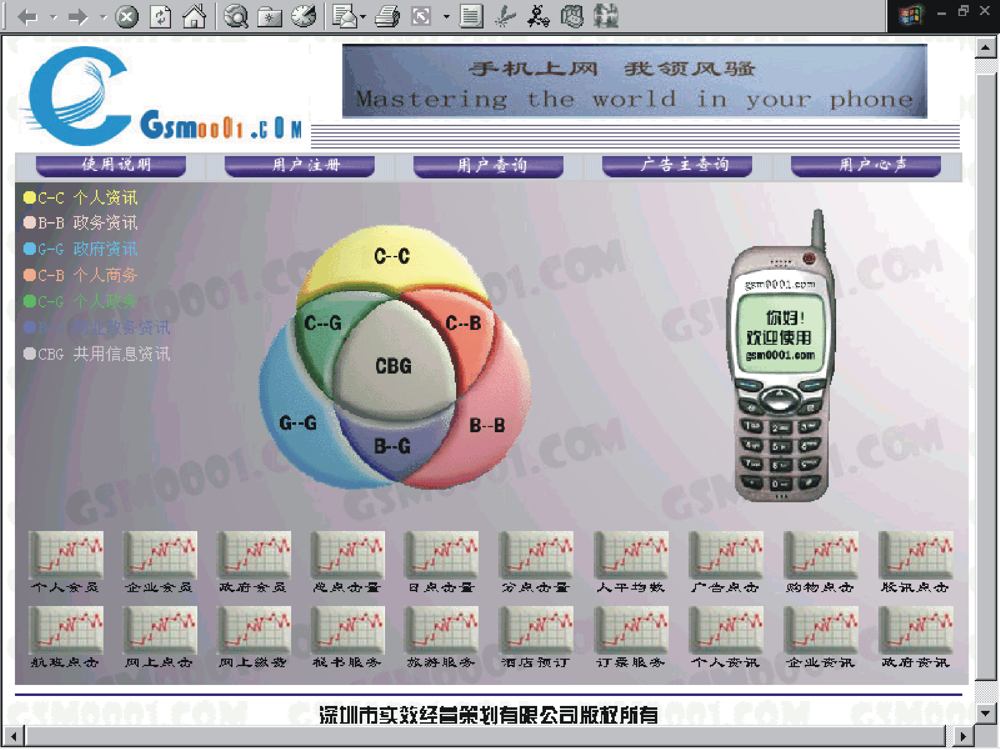 手机上网 我领风骚
Mastering the world in your phone
Gsm0001.COM
使用说明 用户注册 用户查询 广告主查询 用户心声
C-C 个人资讯
B-B 政务资讯
G-G 政府资讯
C-B 个人商务
C-G 个人政务
B-G 商业政务资讯
CBG 共用信息资讯
C--C
C--G
C--B
CBG
G--G
B--B
B--G
gsm0001.com
你好!
欢迎使用
gsm0001.com
个人会员 企业会员 政府会员 总点击量 日点击量 分点击量 人平均数 广告点击 购物点击 股讯点击
航班点击 网上点击 网上缴费 秘书服务 旅游服务 酒店预订 订票服务 个人资讯 企业资讯 政府资讯
深圳市实效经营策划有限公司版权所有